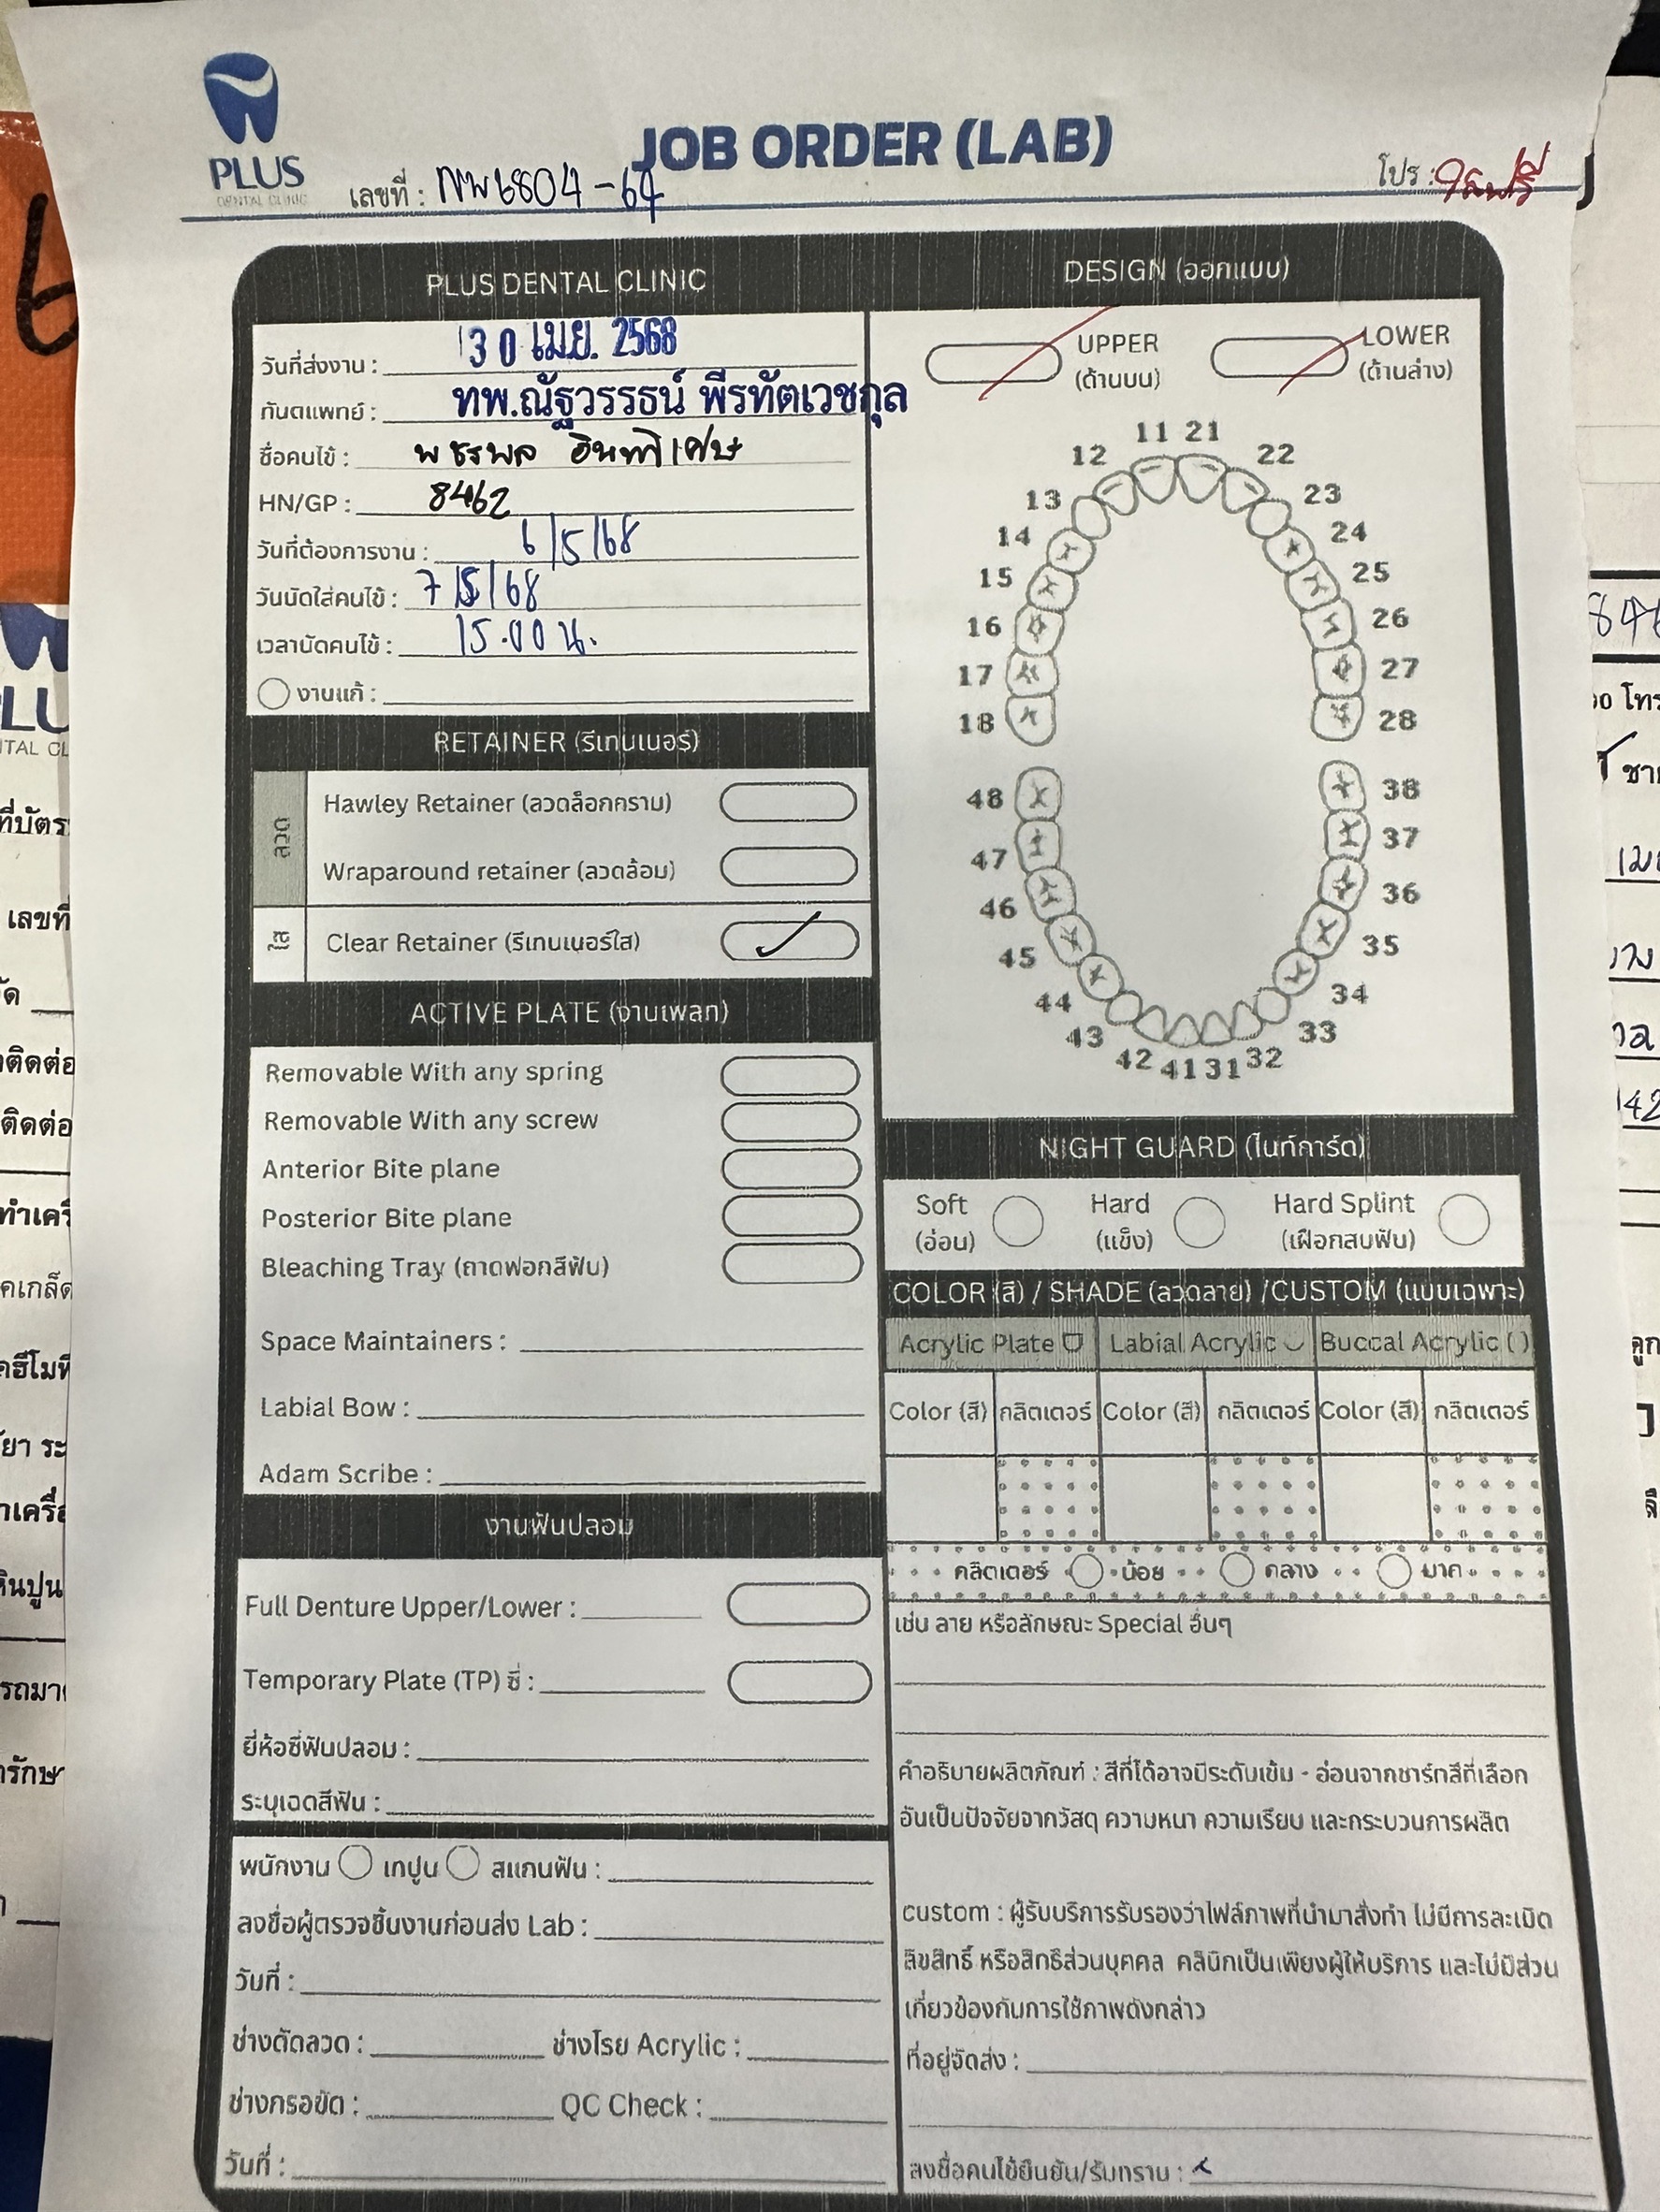 PLUS
DENTAL CLINIC
JOB ORDER (LAB)
เลขที่ : NW6804-64
โปร : ใสฟรี
PLUS DENTAL CLINIC
วันที่ส่งงาน : 30 เม.ย. 2568
ทันตแพทย์ : ทพ.ณัฐวรรธน์ พีรทัตเวชกุล
ชื่อคนไข้ : พชรพล อินทวิเศษ
HN/GP : 8462
วันที่ต้องการงาน : 6/5/68
วันนัดใส่คนไข้ : 7/5/68
เวลานัดคนไข้ : 15.00 น.
งานแก้ :
RETAINER (รีเทนเนอร์)
ลวด
Hawley Retainer (ลวดล็อกคราม)
Wraparound retainer (ลวดล้อม)
ใส
Clear Retainer (รีเทนเนอร์ใส) ✓
ACTIVE PLATE (งานเพลท)
Removable With any spring
Removable With any screw
Anterior Bite plane
Posterior Bite plane
Bleaching Tray (ถาดฟอกสีฟัน)
Space Maintainers :
Labial Bow :
Adam Scribe :
งานฟันปลอม
Full Denture Upper/Lower :
Temporary Plate (TP) ซี่ :
ยี่ห้อซี่ฟันปลอม :
ระบุเฉดสีฟัน :
พนักงาน เทปูน สแกนฟัน :
ลงชื่อผู้ตรวจชิ้นงานก่อนส่ง Lab :
วันที่ :
ช่างดัดลวด : ช่างโรย Acrylic :
ช่างกรอขัด : QC Check :
วันที่ :
DESIGN (ออกแบบ)
UPPER
(ด้านบน)
LOWER
(ด้านล่าง)
11 21
12 22
13 23
14 24
15 25
16 26
17 27
18 28
48 38
47 37
46 36
45 35
44 34
43 33
42 41 31 32
NIGHT GUARD (ไนท์การ์ด)
Soft Hard Hard Splint
(อ่อน) (แข็ง) (เฝือกสบฟัน)
COLOR (สี) / SHADE (ลวดลาย) /CUSTOM (แบบเฉพาะ)
Acrylic Plate Labial Acrylic Buccal Acrylic ( )
Color (สี) กลิตเตอร์ Color (สี) กลิตเตอร์ Color (สี) กลิตเตอร์
กลิตเตอร์ น้อย กลาง มาก
เช่น ลาย หรือลักษณะ Special อื่นๆ
คำอธิบายผลิตภัณฑ์ : สีที่ได้อาจมีระดับเข้ม - อ่อนจากชาร์ทสีที่เลือก
อันเป็นปัจจัยจากวัสดุ ความหนา ความเรียบ และกระบวนการผลิต
custom : ผู้รับบริการรับรองว่าไฟล์ภาพที่นำมาสั่งทำ ไม่มีการละเมิด
ลิขสิทธิ์ หรือสิทธิส่วนบุคคล คลินิกเป็นเพียงผู้ให้บริการ และไม่มีส่วน
เกี่ยวข้องกับการใช้ภาพดังกล่าว
ที่อยู่จัดส่ง :
ลงชื่อคนไข้ยืนยัน/รับทราบ : x